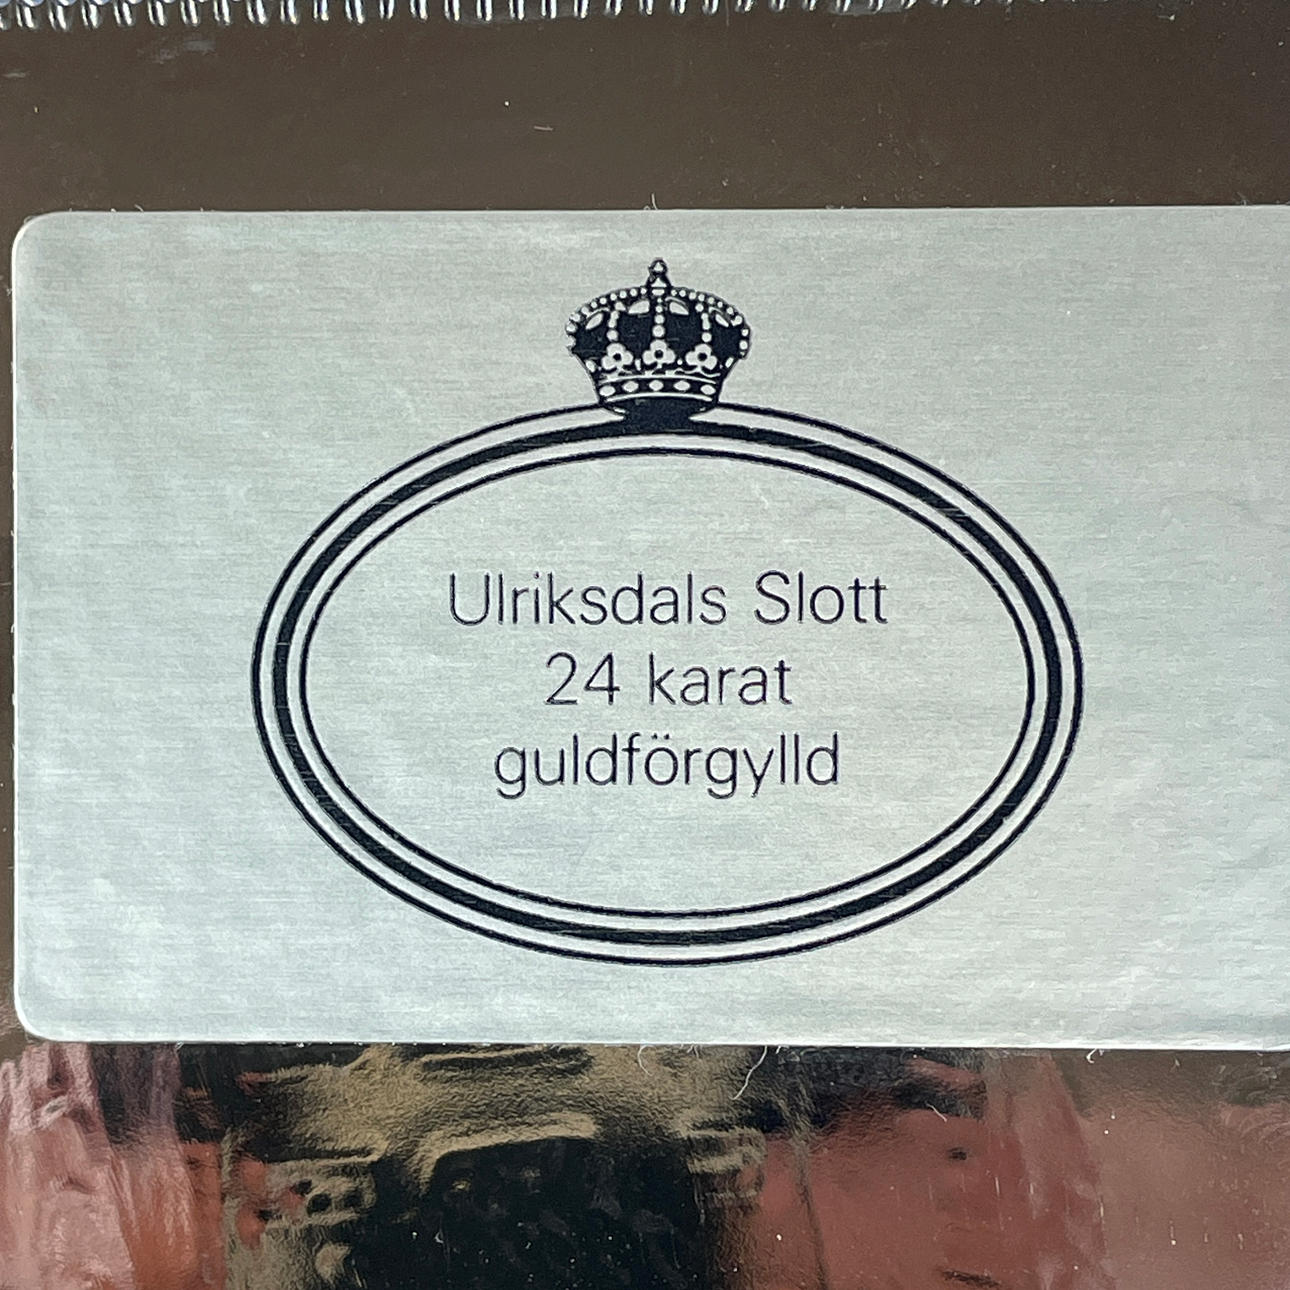 Ulriksdals Slott
24 karat
guldförgylld